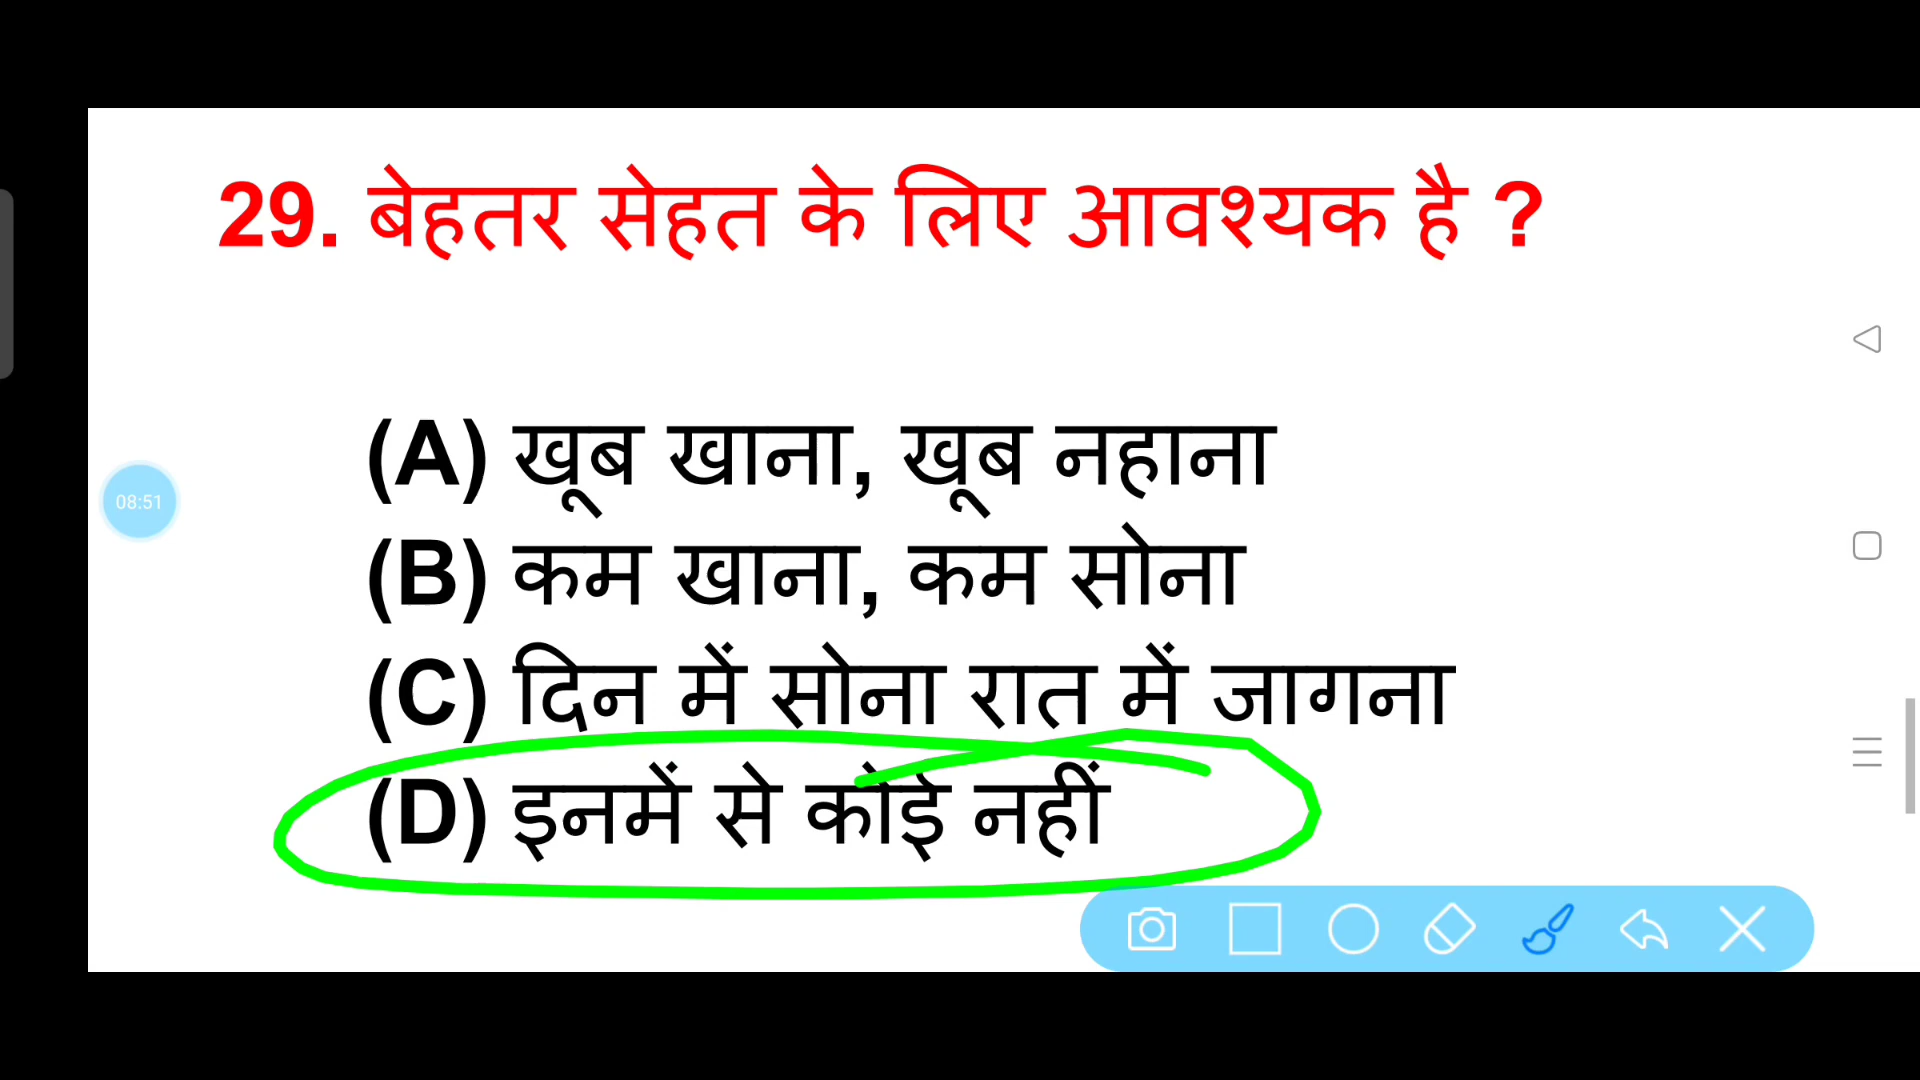 29. बेहतर सेहत के लिए आवश्यक है ?
(A) खूब खाना, खूब नहाना
08:51
(B) कम खाना, कम सोना
(C) दिन में सोना रात में जागना
(D) इनमें से कोई नहीं